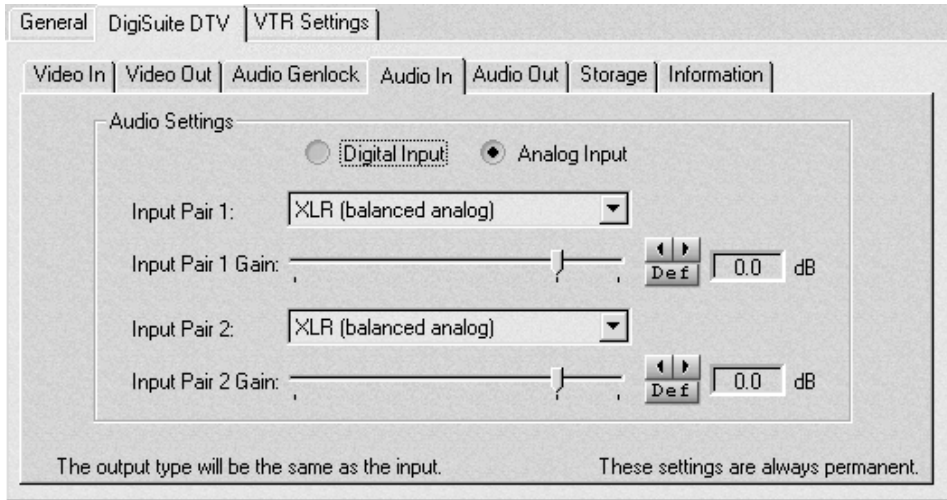 General DigiSuite DTV VTR Settings
Video In Video Out Audio Genlock Audio In Audio Out Storage Information
Audio Settings
Digital Input Analog Input
Input Pair 1: XLR (balanced analog)
Input Pair 1 Gain: Def 0.0 dB
Input Pair 2: XLR (balanced analog)
Input Pair 2 Gain: Def 0.0 dB
The output type will be the same as the input. These settings are always permanent.